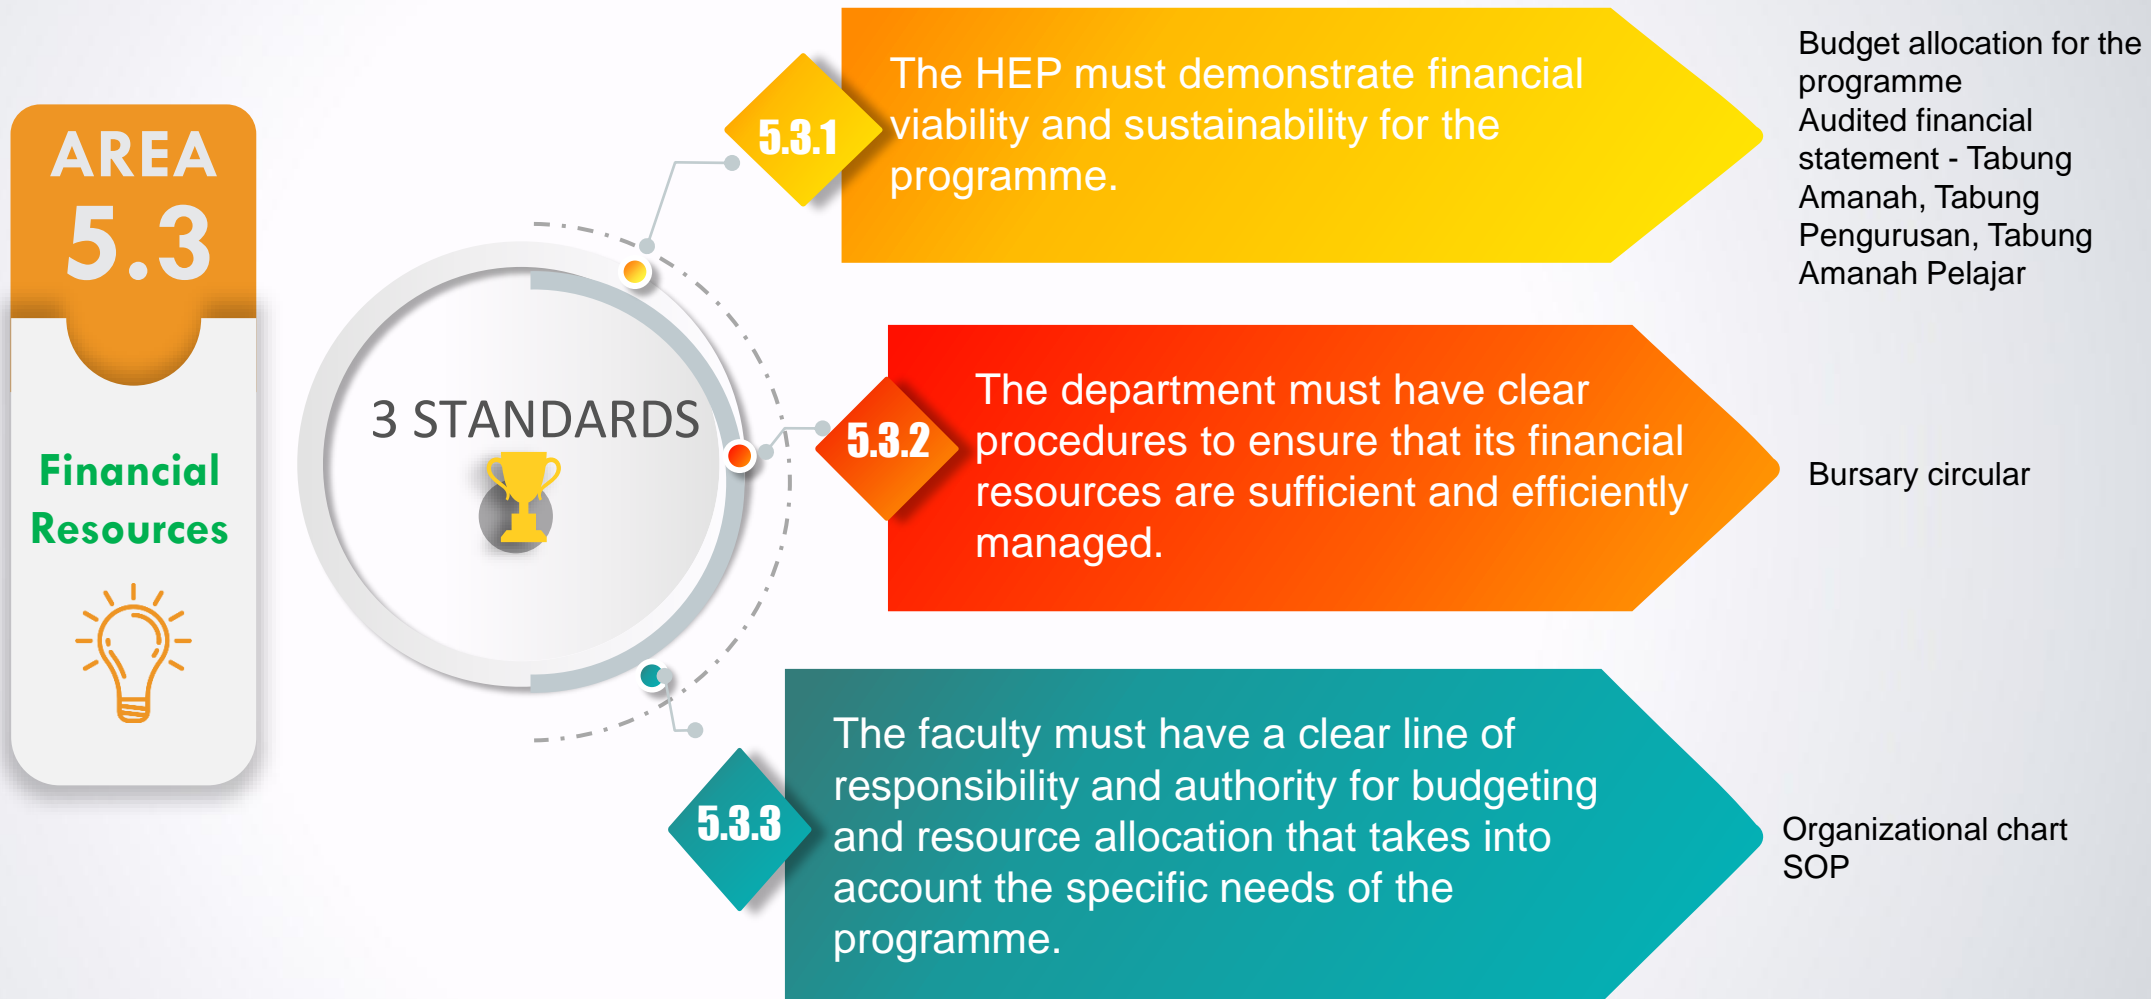 AREA
5.3
Financial
Resources
3 STANDARDS
5.3.1
The HEP must demonstrate financial
viability and sustainability for the
programme.
Budget allocation for the
programme
Audited financial
statement - Tabung
Amanah, Tabung
Pengurusan, Tabung
Amanah Pelajar
5.3.2
The department must have clear
procedures to ensure that its financial
resources are sufficient and efficiently
managed.
Bursary circular
5.3.3
The faculty must have a clear line of
responsibility and authority for budgeting
and resource allocation that takes into
account the specific needs of the
programme.
Organizational chart
SOP